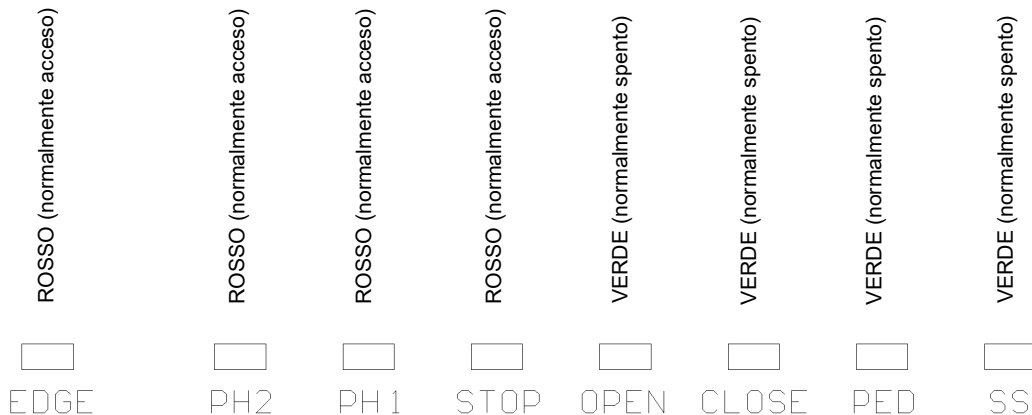 ROSSO (normalmente acceso)
ROSSO (normalmente acceso)
ROSSO (normalmente acceso)
ROSSO (normalmente acceso)
VERDE (normalmente spento)
VERDE (normalmente spento)
VERDE (normalmente spento)
VERDE (normalmente spento)
EDGE PH2 PH1 STOP OPEN CLOSE PED SS